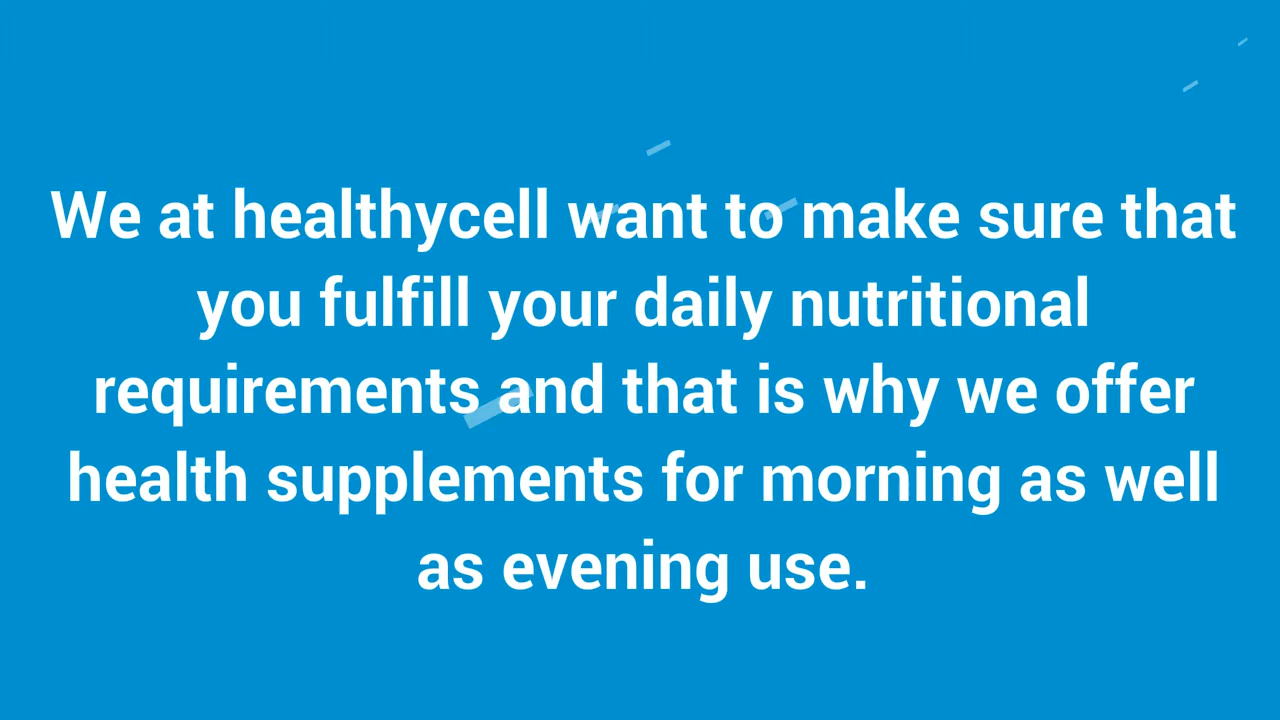 We at healthycell want to make sure that
you fulfill your daily nutritional
requirements and that is why we offer
health supplements for morning as well
as evening use.